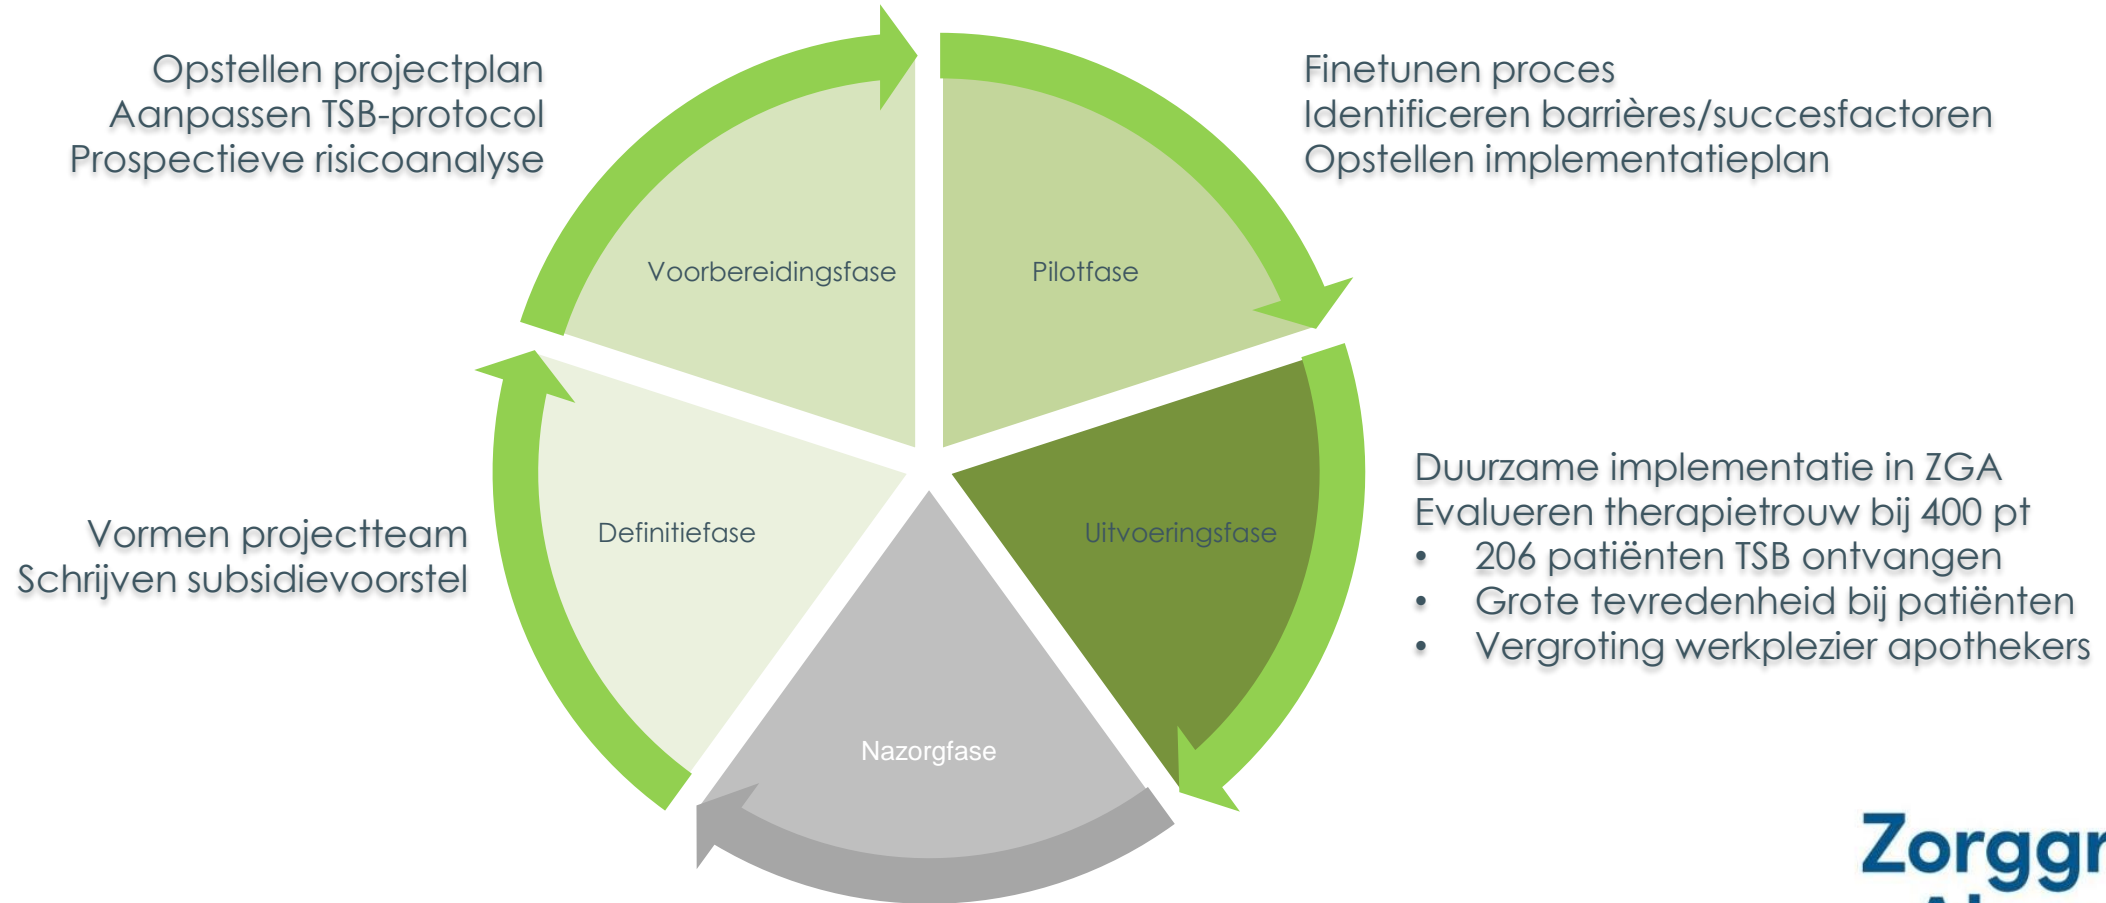 Opstellen projectplan
Aanpassen TSB-protocol
Prospectieve risicoanalyse
Finetunen proces
Identificeren barrières/succesfactoren
Opstellen implementatieplan
Voorbereidingsfase
Pilotfase
Vormen projectteam
Schrijven subsidievoorstel
Definitiefase
Uitvoeringsfase
Duurzame implementatie in ZGA
Evalueren therapietrouw bij 400 pt
• 206 patiënten TSB ontvangen
• Grote tevredenheid bij patiënten
• Vergroting werkplezier apothekers
Nazorgfase
Zorggr